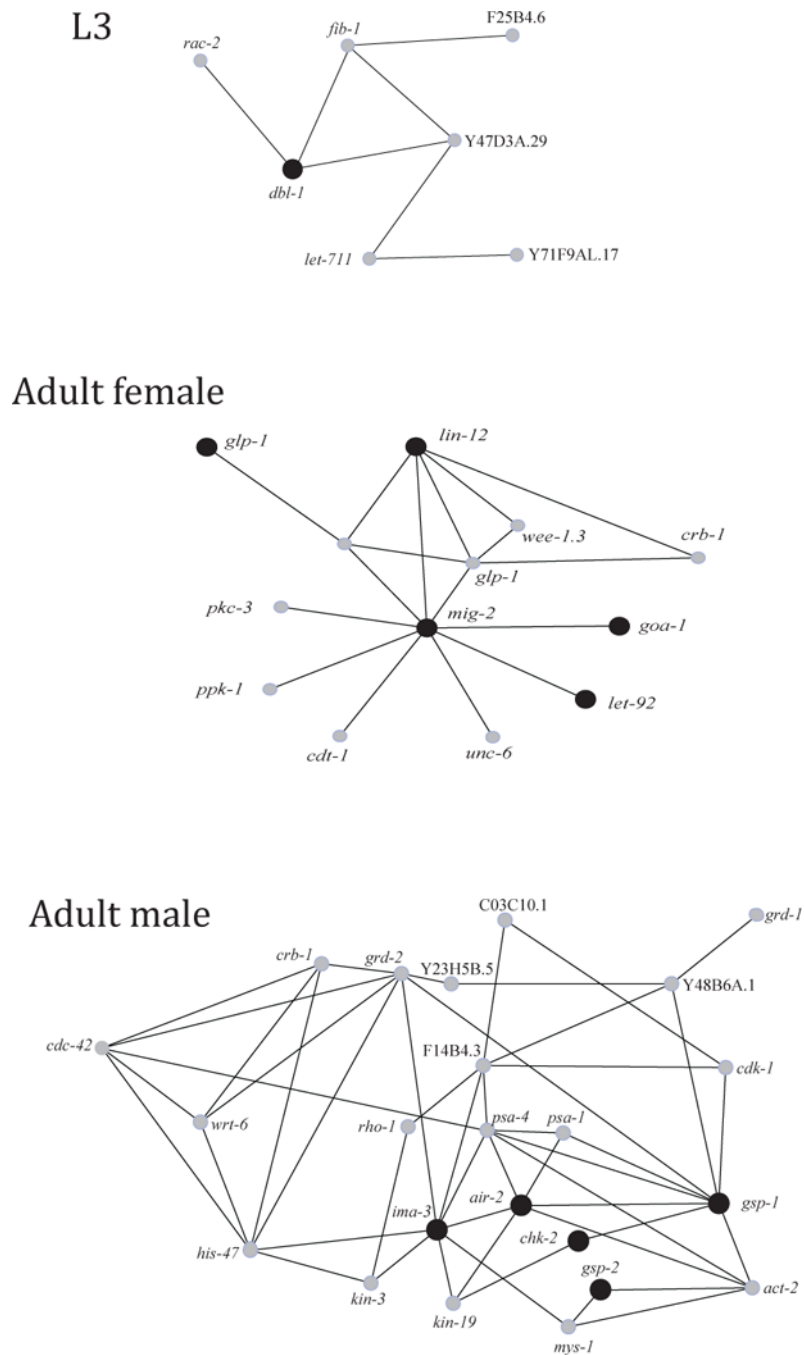 L3
rac-2
fib-1
F25B4.6
Y47D3A.29
dbl-1
let-711
Y71F9AL.17
Adult female
glp-1
lin-12
wee-1.3
crb-1
glp-1
pkc-3
mig-2
goa-1
ppk-1
let-92
cdt-1
unc-6
Adult male
C03C10.1
grd-1
crb-1
grd-2
Y23H5B.5
Y48B6A.1
cdc-42
F14B4.3
cdk-1
wrt-6
rho-1
psa-4
psa-1
ima-3
air-2
gsp-1
chk-2
his-47
gsp-2
kin-3
kin-19
act-2
mys-1